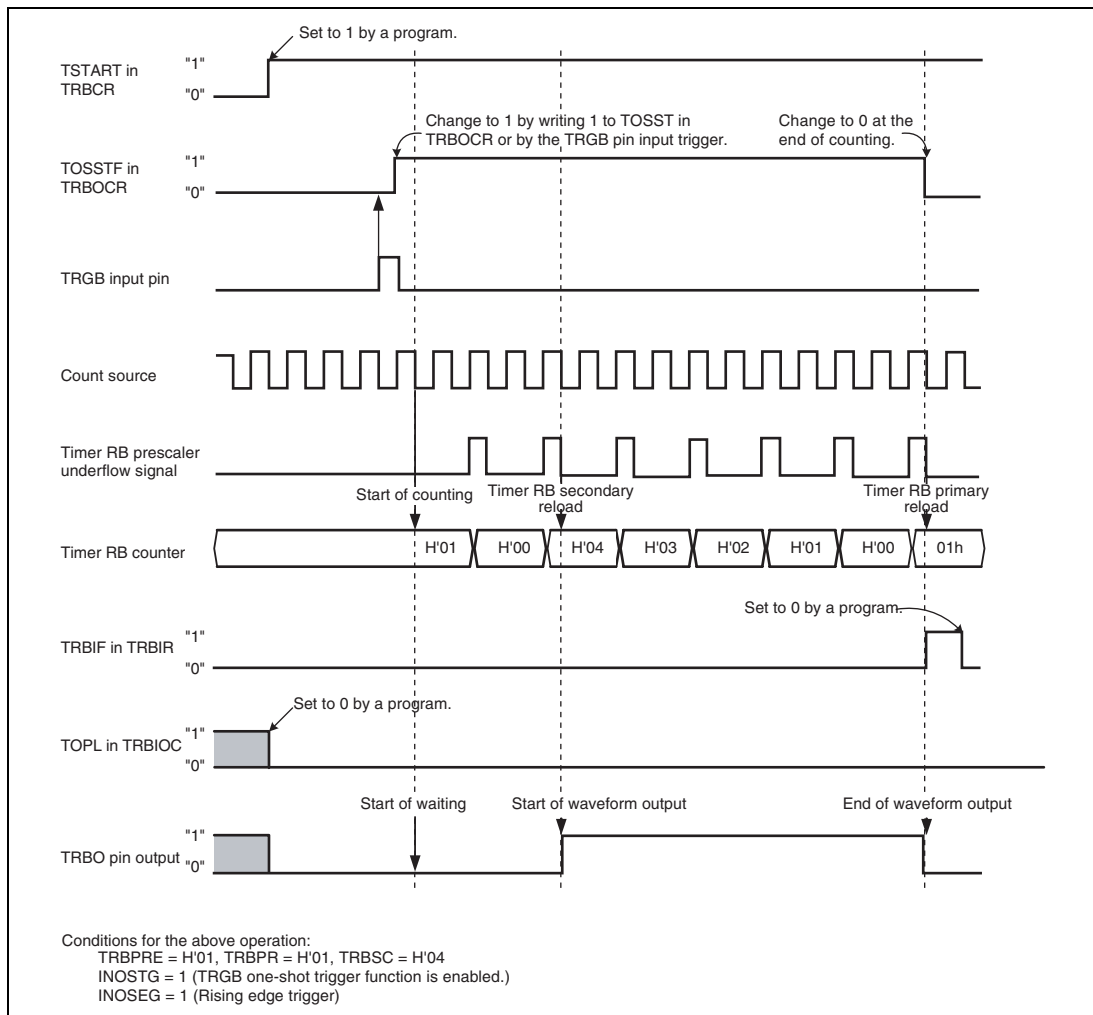 Set to 1 by a program.
TSTART in
TRBCR
"1"
"0"
Change to 1 by writing 1 to TOSST in
TRBOCR or by the TRGB pin input trigger.
Change to 0 at the
end of counting.
TOSSTF in
TRBOCR
"1"
"0"
TRGB input pin
Count source
Timer RB prescaler
underflow signal
Start of counting
Timer RB secondary
reload
Timer RB primary
reload
Timer RB counter
H'01 H'00 H'04 H'03 H'02 H'01 H'00 01h
Set to 0 by a program.
TRBIF in TRBIR
"1"
"0"
Set to 0 by a program.
TOPL in TRBIOC
"1"
"0"
Start of waiting
Start of waveform output
End of waveform output
TRBO pin output
"1"
"0"
Conditions for the above operation:
TRBPRE = H'01, TRBPR = H'01, TRBSC = H'04
INOSTG = 1 (TRGB one-shot trigger function is enabled.)
INOSEG = 1 (Rising edge trigger)